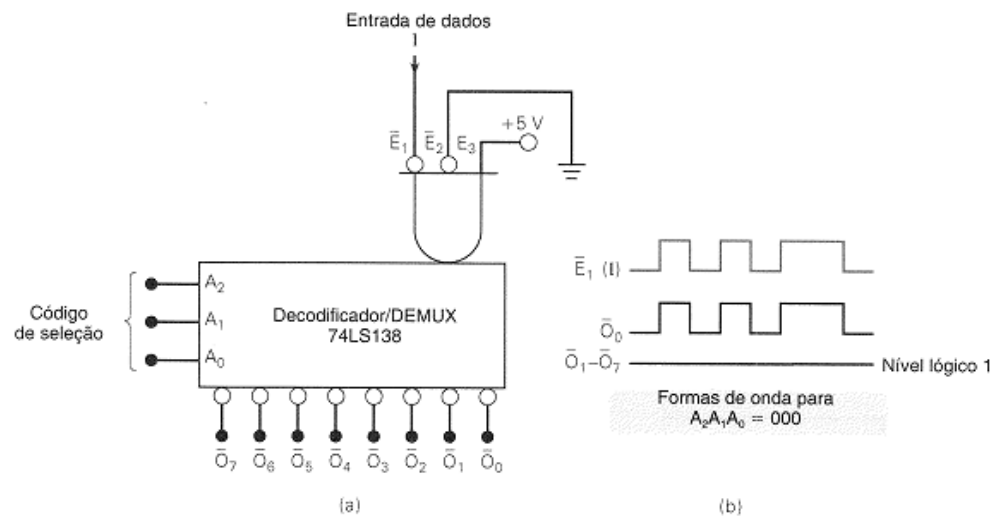 Entrada de dados
I
+5 V
Ē₁ Ē₂ E₃
Código
de seleção
A₂
A₁
A₀
Decodificador/DEMUX
74LS138
Ō₇ Ō₆ Ō₅ Ō₄ Ō₃ Ō₂ Ō₁ Ō₀
(a)
Ē₁ (I)
Ō₀
Ō₁–Ō₇
Nível lógico 1
Formas de onda para
A₂A₁A₀ = 000
(b)